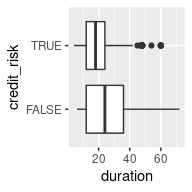 credit_risk
TRUE
FALSE
20 40 60
duration